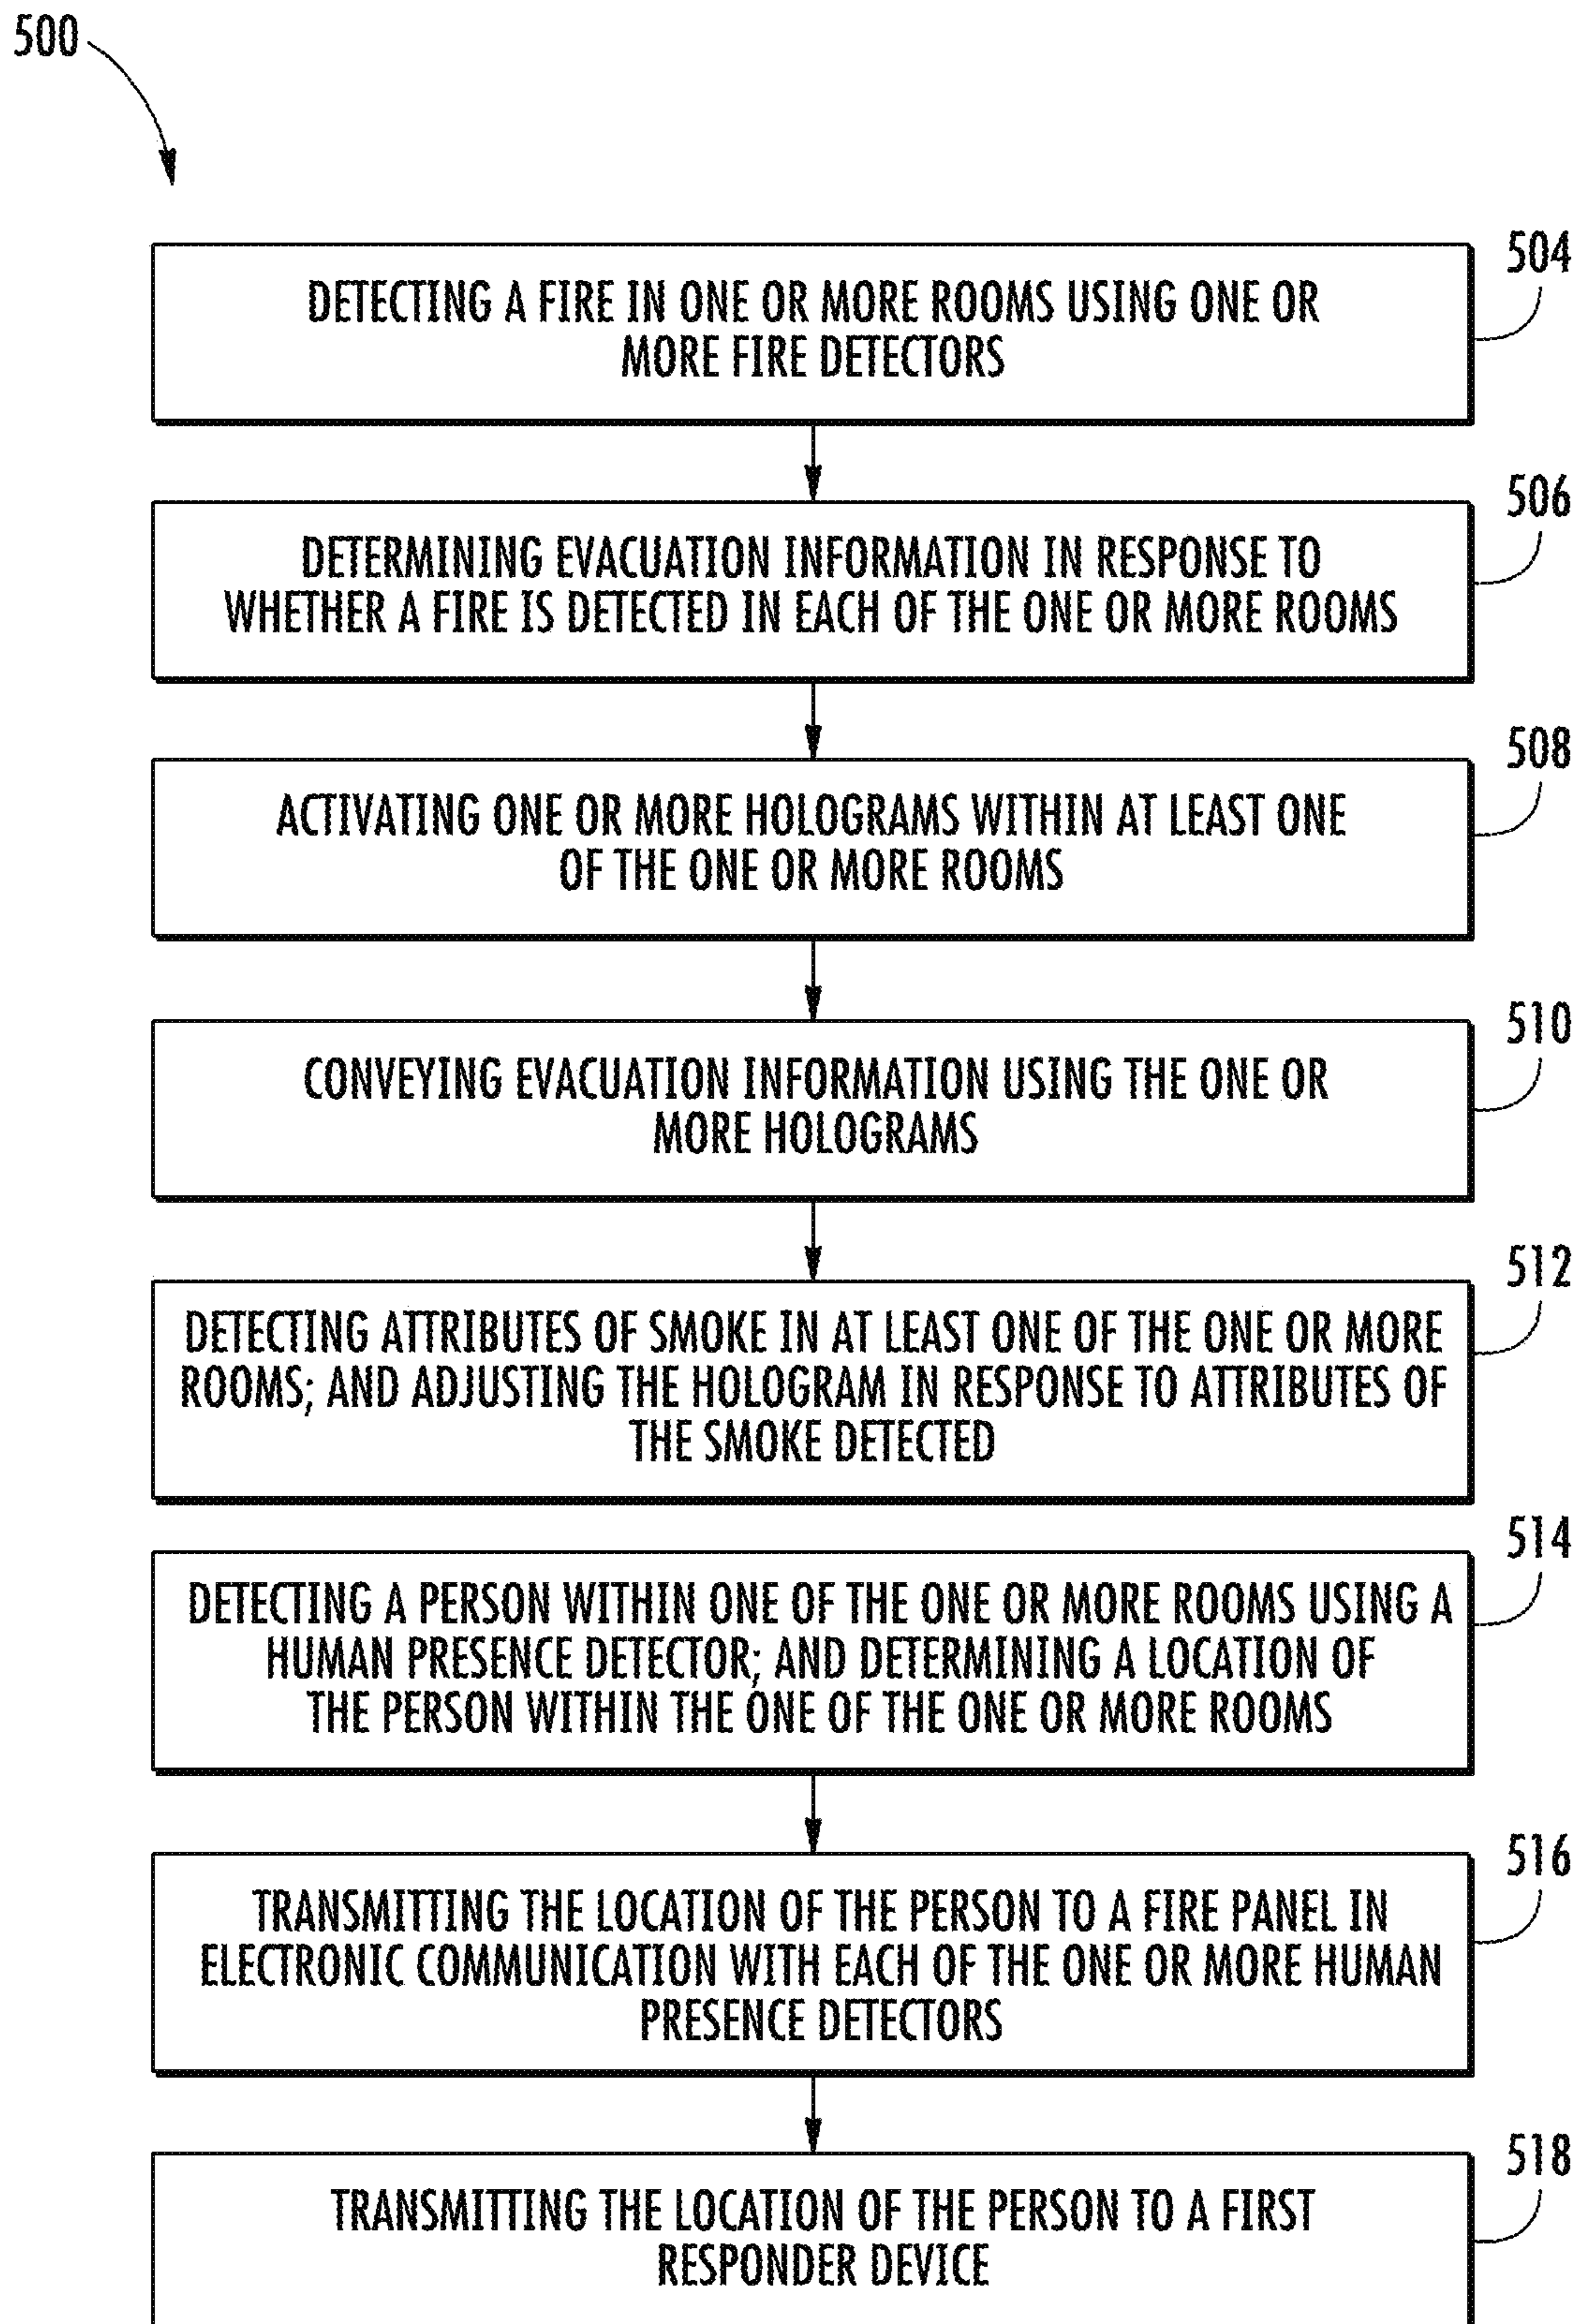 500
504
DETECTING A FIRE IN ONE OR MORE ROOMS USING ONE OR
MORE FIRE DETECTORS
506
DETERMINING EVACUATION INFORMATION IN RESPONSE TO
WHETHER A FIRE IS DETECTED IN EACH OF THE ONE OR MORE ROOMS
508
ACTIVATING ONE OR MORE HOLOGRAMS WITHIN AT LEAST ONE
OF THE ONE OR MORE ROOMS
510
CONVEYING EVACUATION INFORMATION USING THE ONE OR
MORE HOLOGRAMS
512
DETECTING ATTRIBUTES OF SMOKE IN AT LEAST ONE OF THE ONE OR MORE
ROOMS; AND ADJUSTING THE HOLOGRAM IN RESPONSE TO ATTRIBUTES OF
THE SMOKE DETECTED
514
DETECTING A PERSON WITHIN ONE OF THE ONE OR MORE ROOMS USING A
HUMAN PRESENCE DETECTOR; AND DETERMINING A LOCATION OF
THE PERSON WITHIN THE ONE OF THE ONE OR MORE ROOMS
516
TRANSMITTING THE LOCATION OF THE PERSON TO A FIRE PANEL IN
ELECTRONIC COMMUNICATION WITH EACH OF THE ONE OR MORE HUMAN
PRESENCE DETECTORS
518
TRANSMITTING THE LOCATION OF THE PERSON TO A FIRST
RESPONDER DEVICE